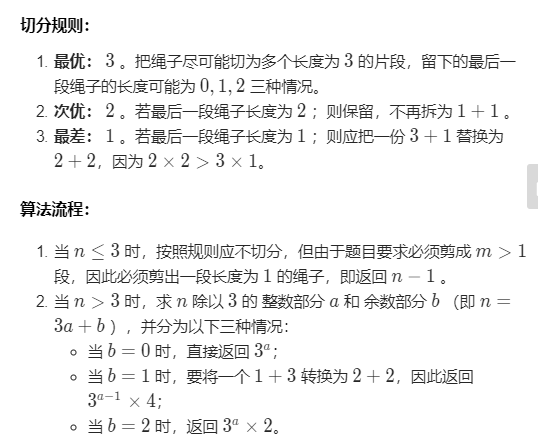 切分规则：
1. 最优： 3 。把绳子尽可能切为多个长度为 3 的片段，留下的最后一
段绳子的长度可能为 0, 1, 2 三种情况。
2. 次优： 2 。若最后一段绳子长度为 2 ；则保留，不再拆为 1 + 1 。
3. 最差： 1 。若最后一段绳子长度为 1 ；则应把一份 3 + 1 替换为
2 + 2，因为 2 × 2 > 3 × 1。
算法流程：
1. 当 n ≤ 3 时，按照规则应不切分，但由于题目要求必须剪成 m > 1
段，因此必须剪出一段长度为 1 的绳子，即返回 n − 1 。
2. 当 n > 3 时，求 n 除以 3 的 整数部分 a 和 余数部分 b （即 n =
3a + b ），并分为以下三种情况：
• 当 b = 0 时，直接返回 3ᵃ；
• 当 b = 1 时，要将一个 1 + 3 转换为 2 + 2，因此返回
3ᵃ⁻¹ × 4；
• 当 b = 2 时，返回 3ᵃ × 2。